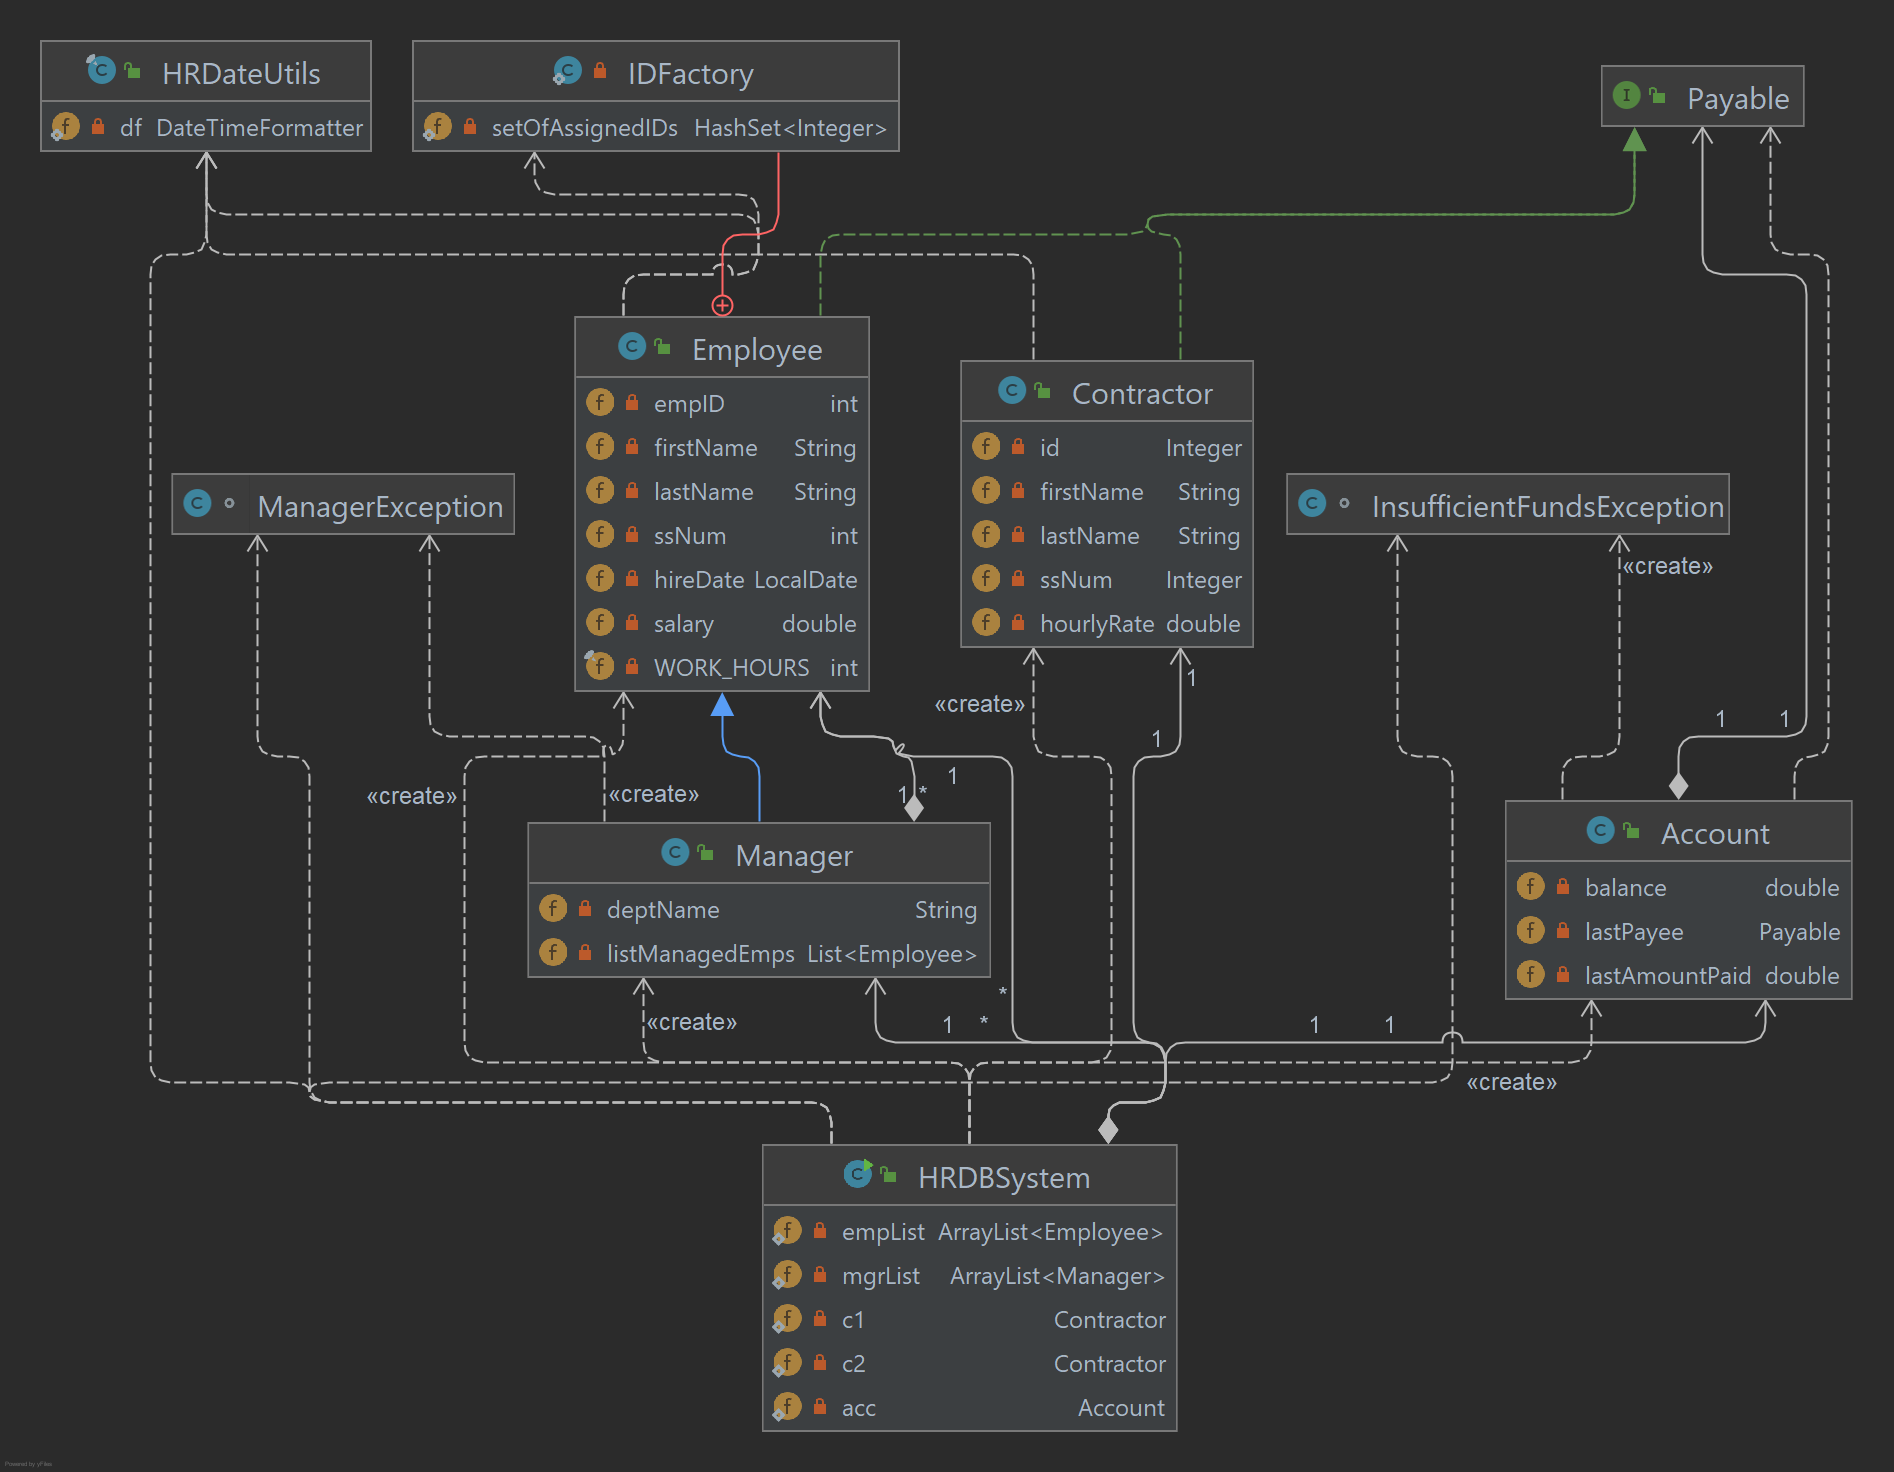 HRDateUtils
df DateTimeFormatter
IDFactory
setOfAssignedIDs HashSet<Integer>
Payable
Employee
empID int
firstName String
lastName String
ssNum int
hireDate LocalDate
salary double
WORK_HOURS int
Contractor
id Integer
firstName String
lastName String
ssNum Integer
hourlyRate double
ManagerException
InsufficientFundsException
«create»
«create»
1
1
1
1
1
1 *
«create»
«create»
Manager
deptName String
listManagedEmps List<Employee>
Account
balance double
lastPayee Payable
lastAmountPaid double
*
«create»
1 *
1 1
«create»
HRDBSystem
empList ArrayList<Employee>
mgrList ArrayList<Manager>
c1 Contractor
c2 Contractor
acc Account
Powered by yFiles